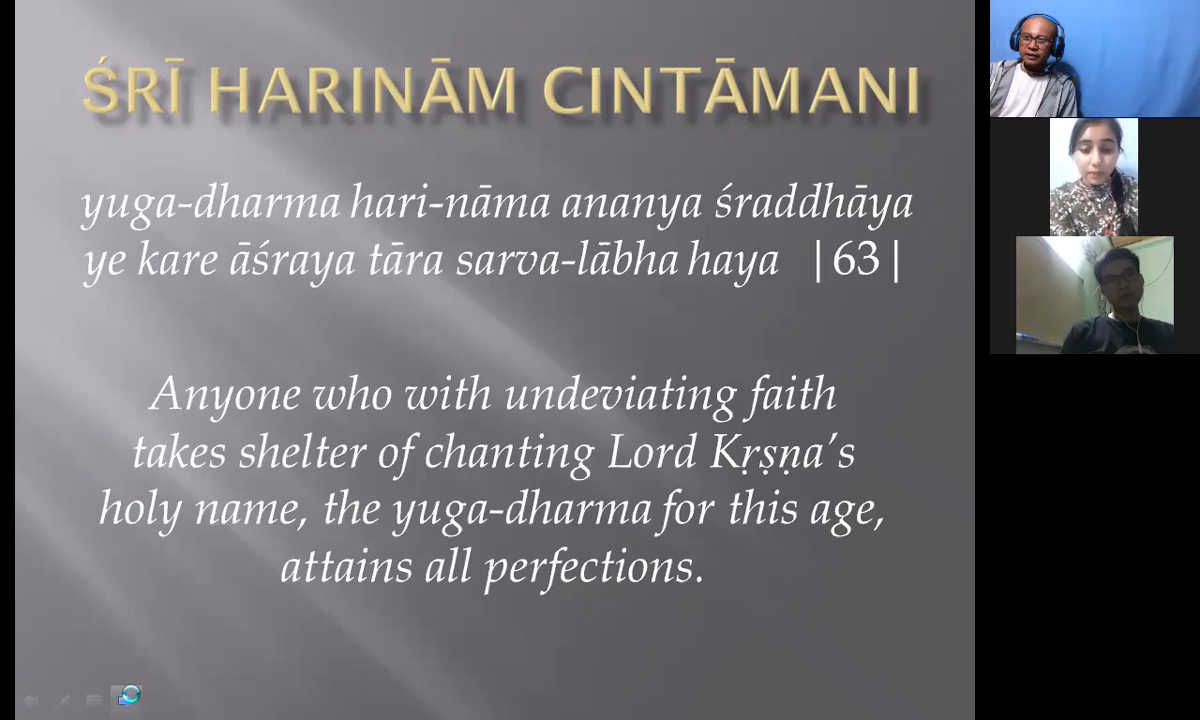 ŚRĪ HARINĀM CINTĀMANI
yuga-dharma hari-nāma ananya śraddhāya
ye kare āśraya tāra sarva-lābha haya |63|
Anyone who with undeviating faith
takes shelter of chanting Lord Kṛṣṇa's
holy name, the yuga-dharma for this age,
attains all perfections.